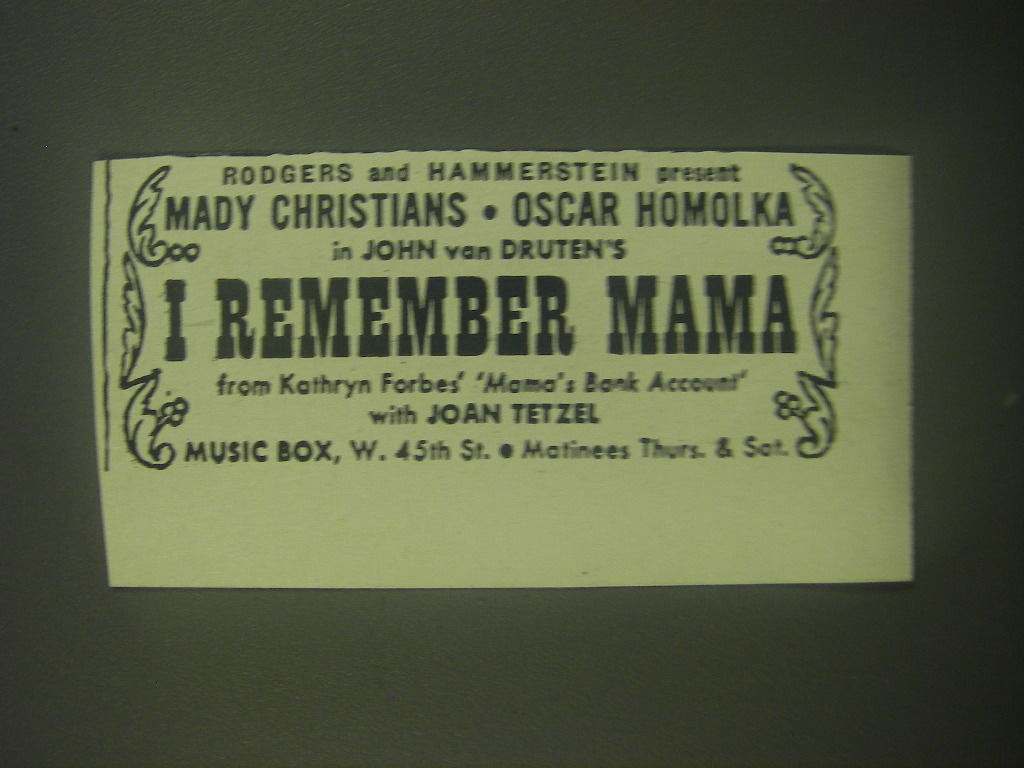 RODGERS and HAMMERSTEIN present
MADY CHRISTIANS • OSCAR HOMOLKA
in JOHN van DRUTEN'S
I REMEMBER MAMA
from Kathryn Forbes' 'Mama's Bank Account'
with JOAN TETZEL
MUSIC BOX, W. 45th St. • Matinees Thurs. & Sat.